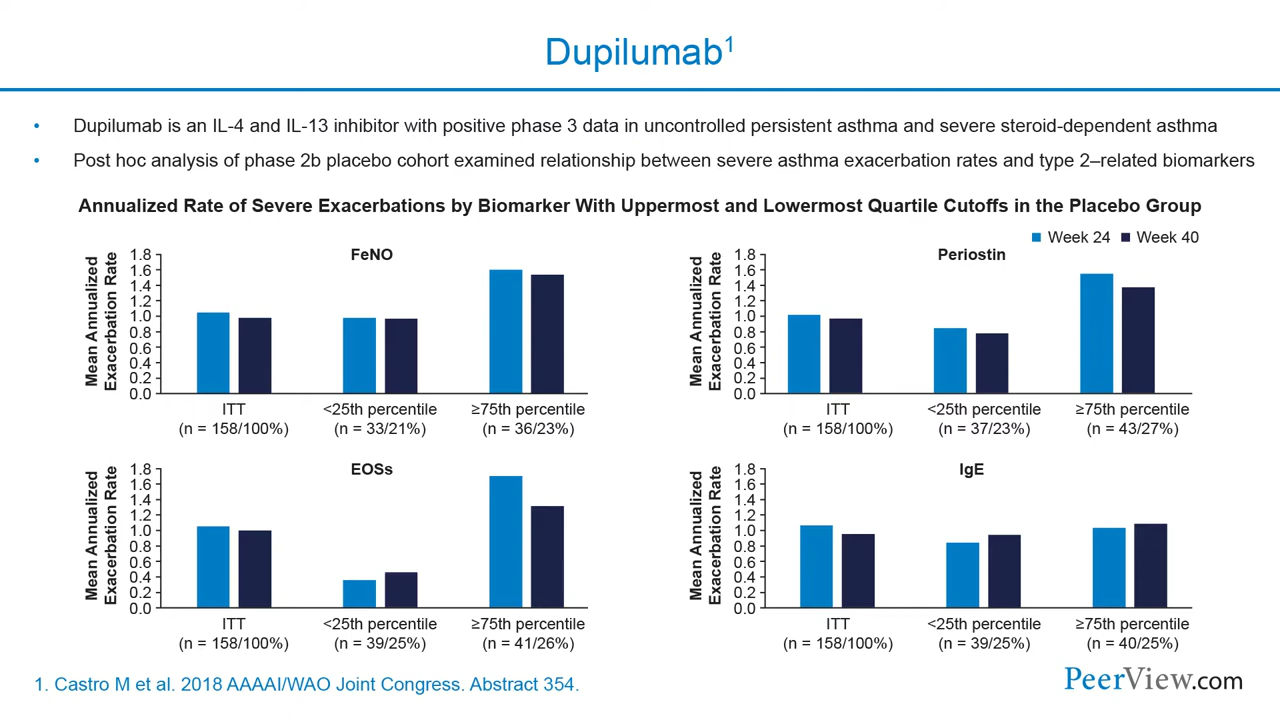 Dupilumab1
• Dupilumab is an IL-4 and IL-13 inhibitor with positive phase 3 data in uncontrolled persistent asthma and severe steroid-dependent asthma
• Post hoc analysis of phase 2b placebo cohort examined relationship between severe asthma exacerbation rates and type 2–related biomarkers
Annualized Rate of Severe Exacerbations by Biomarker With Uppermost and Lowermost Quartile Cutoffs in the Placebo Group
Week 24 Week 40
FeNO
Mean Annualized
Exacerbation Rate
1.8
1.6
1.4
1.2
1.0
0.8
0.6
0.4
0.2
0.0
ITT <25th percentile ≥75th percentile
(n = 158/100%) (n = 33/21%) (n = 36/23%)
Periostin
Mean Annualized
Exacerbation Rate
1.8
1.6
1.4
1.2
1.0
0.8
0.6
0.4
0.2
0.0
ITT <25th percentile ≥75th percentile
(n = 158/100%) (n = 37/23%) (n = 43/27%)
EOSs
Mean Annualized
Exacerbation Rate
1.8
1.6
1.4
1.2
1.0
0.8
0.6
0.4
0.2
0.0
ITT <25th percentile ≥75th percentile
(n = 158/100%) (n = 39/25%) (n = 41/26%)
IgE
Mean Annualized
Exacerbation Rate
1.8
1.6
1.4
1.2
1.0
0.8
0.6
0.4
0.2
0.0
ITT <25th percentile ≥75th percentile
(n = 158/100%) (n = 39/25%) (n = 40/25%)
1. Castro M et al. 2018 AAAAI/WAO Joint Congress. Abstract 354.
PeerView.com